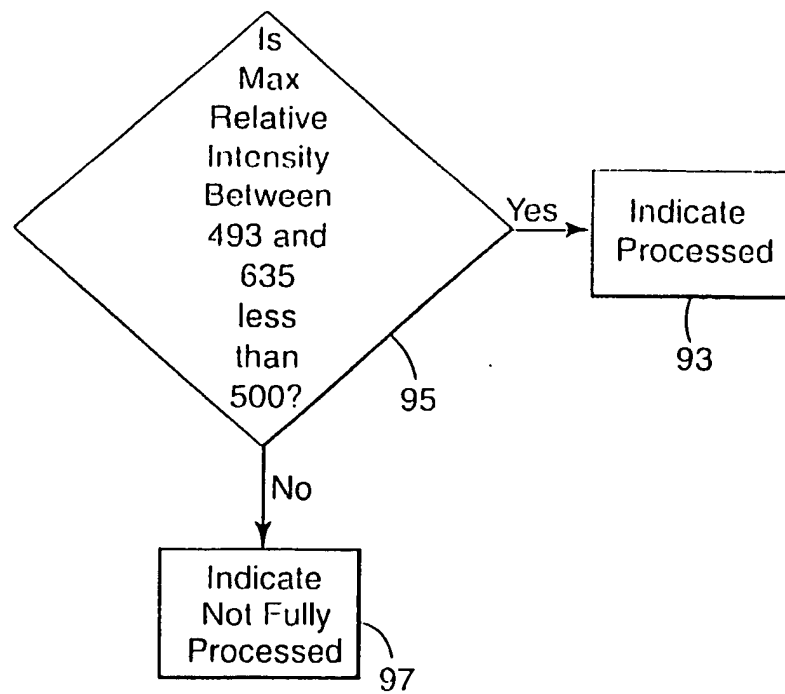 Is
Max
Relative
Intensity
Between
493 and
635
less
than
500?
Yes
Indicate
Processed
93
95
No
Indicate
Not Fully
Processed
97